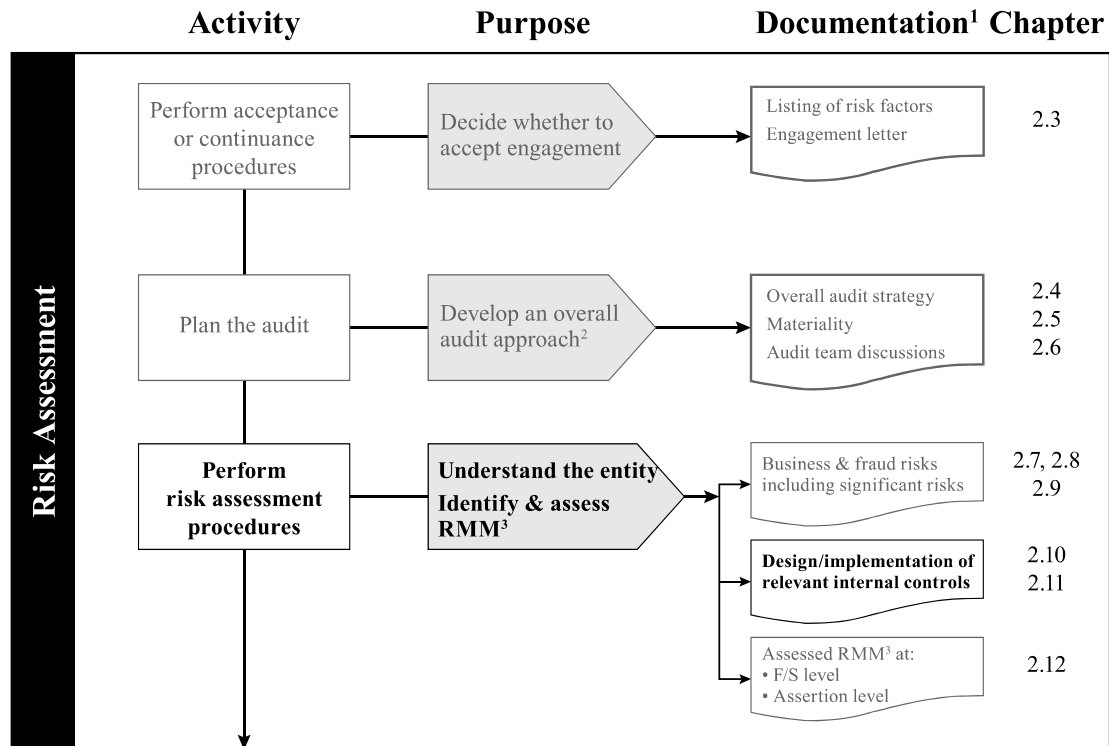 Activity
Purpose
Documentation¹ Chapter
Risk Assessment
Perform acceptance
or continuance
procedures
Decide whether to
accept engagement
Listing of risk factors
Engagement letter
2.3
Plan the audit
Develop an overall
audit approach²
Overall audit strategy
Materiality
Audit team discussions
2.4
2.5
2.6
Perform
risk assessment
procedures
Understand the entity
Identify & assess
RMM³
Business & fraud risks
including significant risks
2.7, 2.8
2.9
Design/implementation of
relevant internal controls
2.10
2.11
Assessed RMM³ at:
• F/S level
• Assertion level
2.12